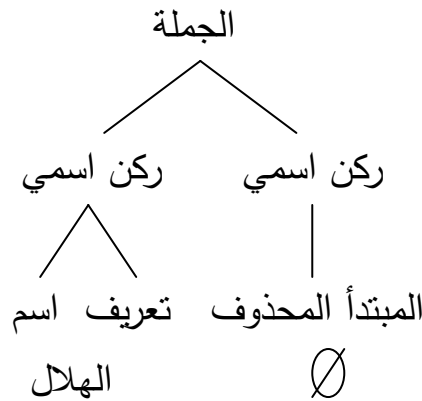 الجملة
ركن اسمي ركن اسمي
المبتدأ المحذوف تعريف اسم
∅ الهلال